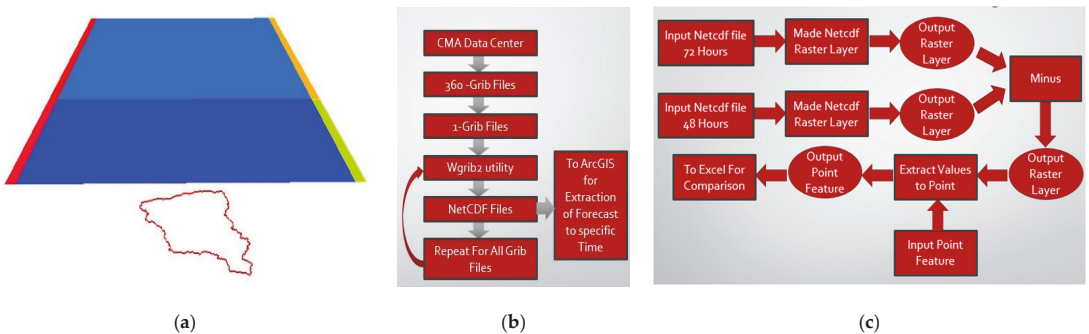 CMA Data Center
360 -Grib Files
1-Grib Files
Wgrib2 utility
NetCDF Files
Repeat For All Grib
Files
To ArcGIS
for
Extraction
of Forecast
to specific
Time
Input Netcdf file
72 Hours
Made Netcdf
Raster Layer
Output
Raster
Layer
Minus
Input Netcdf file
48 Hours
Made Netcdf
Raster Layer
Output
Raster
Layer
To Excel For
Comparison
Output
Point
Feature
Extract Values
to Point
Output
Raster
Layer
Input Point
Feature
(a)
(b)
(c)